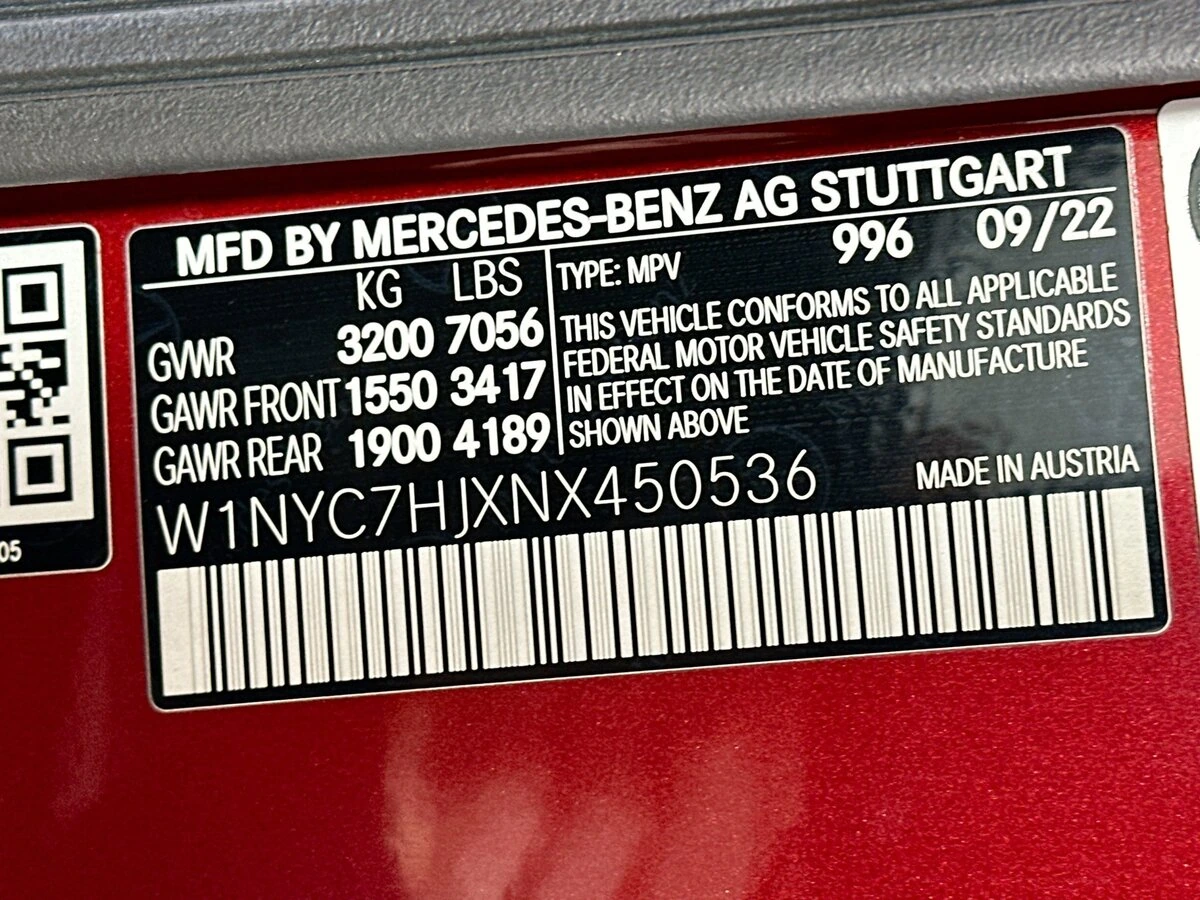 MFD BY MERCEDES-BENZ AG STUTTGART
KG LBS
GVWR 3200 7056
GAWR FRONT 1550 3417
GAWR REAR 1900 4189
TYPE: MPV 996 09/22
THIS VEHICLE CONFORMS TO ALL APPLICABLE
FEDERAL MOTOR VEHICLE SAFETY STANDARDS
IN EFFECT ON THE DATE OF MANUFACTURE
SHOWN ABOVE
W1NYC7HJXNX450536
MADE IN AUSTRIA
05